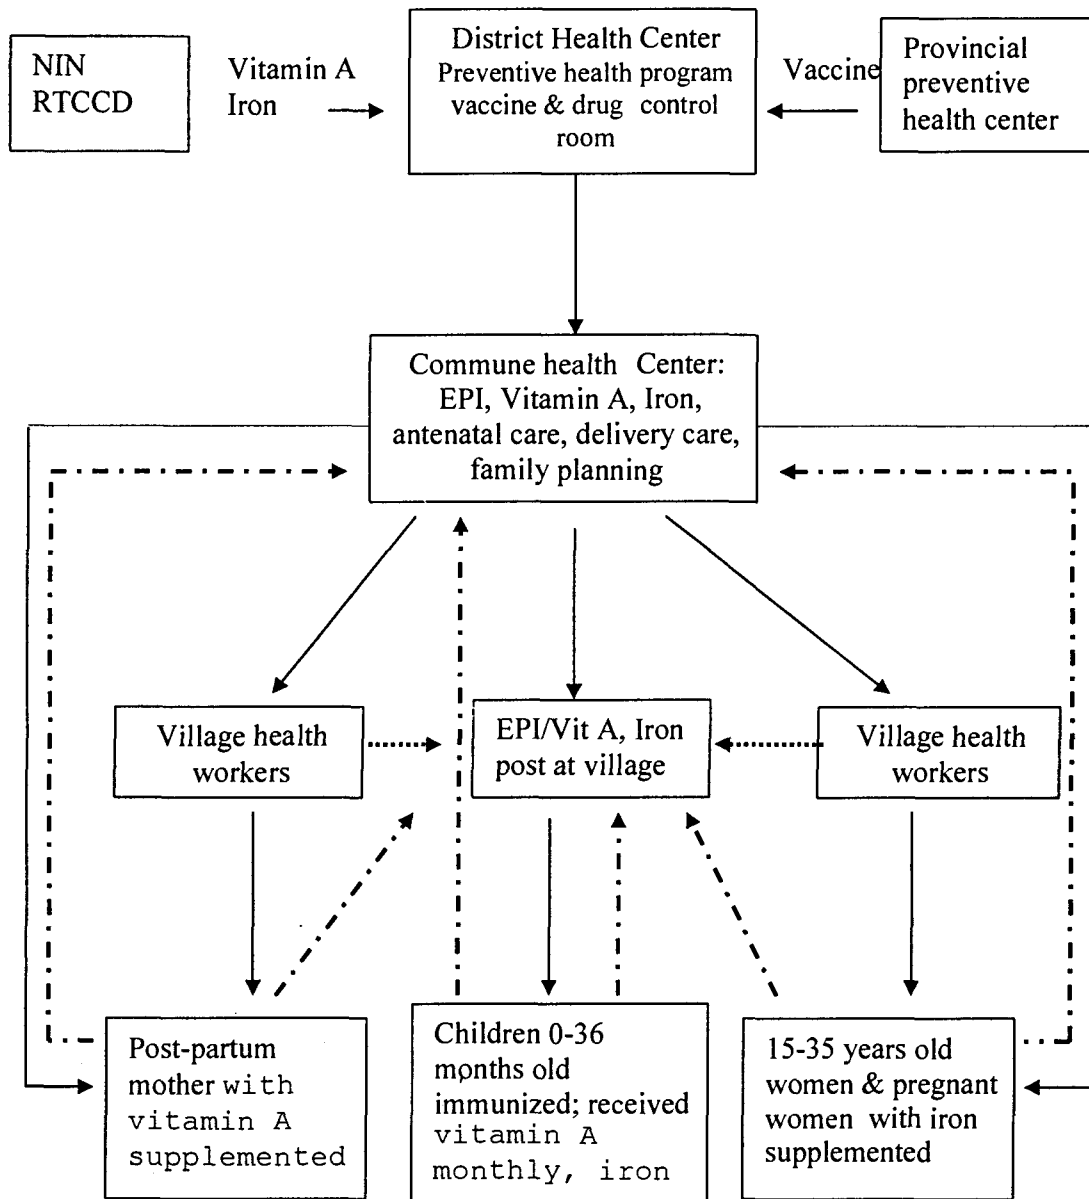 NIN
RTCCD
Vitamin A
Iron
District Health Center
Preventive health program
vaccine & drug control
room
Vaccine
Provincial
preventive
health center
Commune health Center:
EPI, Vitamin A, Iron,
antenatal care, delivery care,
family planning
Village health
workers
EPI/Vit A, Iron
post at village
Village health
workers
Post-partum
mother with
vitamin A
supplemented
Children 0-36
months old
immunized; received
vitamin A
monthly, iron
15-35 years old
women & pregnant
women with iron
supplemented